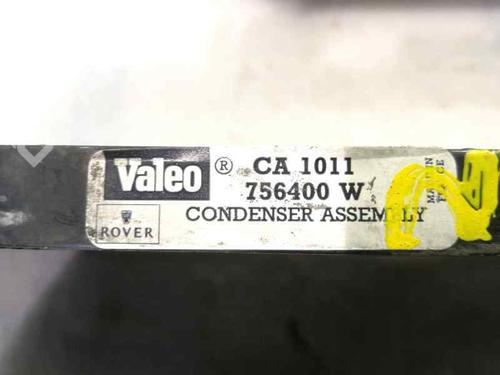 Valeo ® CA 1011
756400 W
ROVER CONDENSER ASSEMBLY